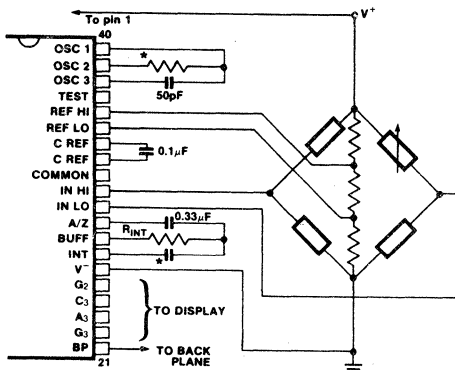 To pin 1
V+
40
OSC 1
OSC 2
*
OSC 3
50pF
TEST
REF HI
REF LO
C REF
0.1µF
C REF
COMMON
IN HI
IN LO
A/Z
0.33µF
BUFF
RINT
INT
*
V−
G2
C3
TO DISPLAY
A3
G3
BP
TO BACK
PLANE
21